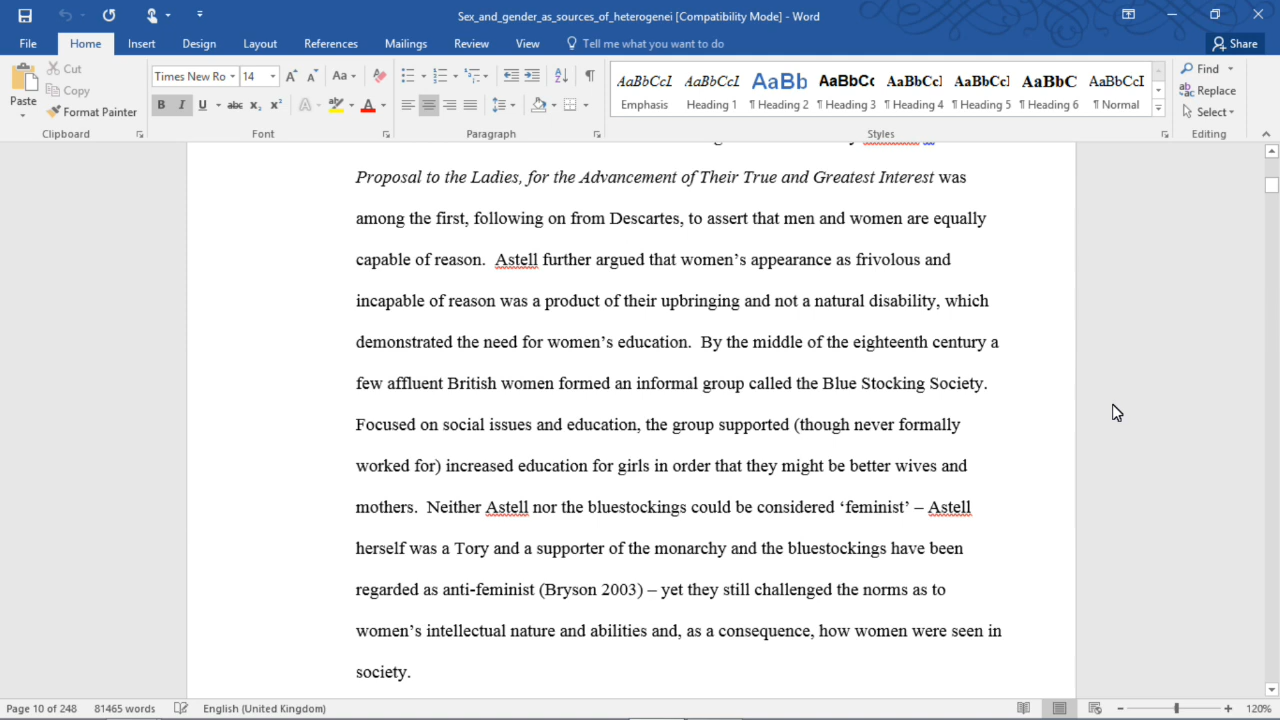 Sex_and_gender_as_sources_of_heterogenei [Compatibility Mode] - Word
File Home Insert Design Layout References Mailings Review View Tell me what you want to do Share
Paste
Cut
Copy
Format Painter
Clipboard
Times New Ro 14
Font
Paragraph
AaBbCcI AaBbCcI AaBb AaBbCc AaBbCcI AaBbCcI AaBbC AaBbCcI
Emphasis Heading 1 ¶ Heading 2 ¶ Heading 3 ¶ Heading 4 ¶ Heading 5 ¶ Heading 6 ¶ Normal
Styles
Find
Replace
Select
Editing
Proposal to the Ladies, for the Advancement of Their True and Greatest Interest was
among the first, following on from Descartes, to assert that men and women are equally
capable of reason.  Astell further argued that women’s appearance as frivolous and
incapable of reason was a product of their upbringing and not a natural disability, which
demonstrated the need for women’s education.  By the middle of the eighteenth century a
few affluent British women formed an informal group called the Blue Stocking Society.
Focused on social issues and education, the group supported (though never formally
worked for) increased education for girls in order that they might be better wives and
mothers.  Neither Astell nor the bluestockings could be considered ‘feminist’ – Astell
herself was a Tory and a supporter of the monarchy and the bluestockings have been
regarded as anti-feminist (Bryson 2003) – yet they still challenged the norms as to
women’s intellectual nature and abilities and, as a consequence, how women were seen in
society.
Page 10 of 248 81465 words English (United Kingdom) 120%